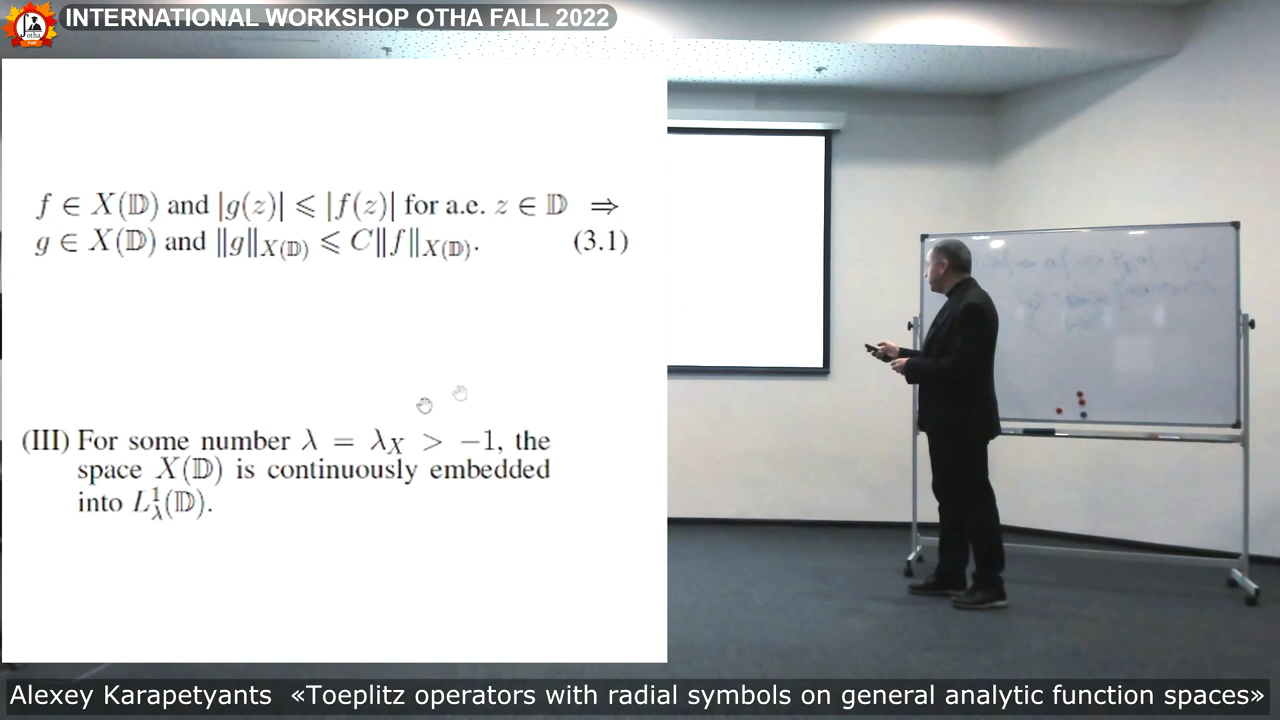 INTERNATIONAL WORKSHOP OTHA FALL 2022
f ∈ X(𝔻) and |g(z)| ⩽ |f(z)| for a.e. z ∈ 𝔻 ⇒
g ∈ X(𝔻) and ‖g‖_{X(𝔻)} ⩽ C‖f‖_{X(𝔻)}. (3.1)
(III) For some number λ = λ_X > −1, the
space X(𝔻) is continuously embedded
into L^1_λ(𝔻).
Alexey Karapetyants «Toeplitz operators with radial symbols on general analytic function spaces»